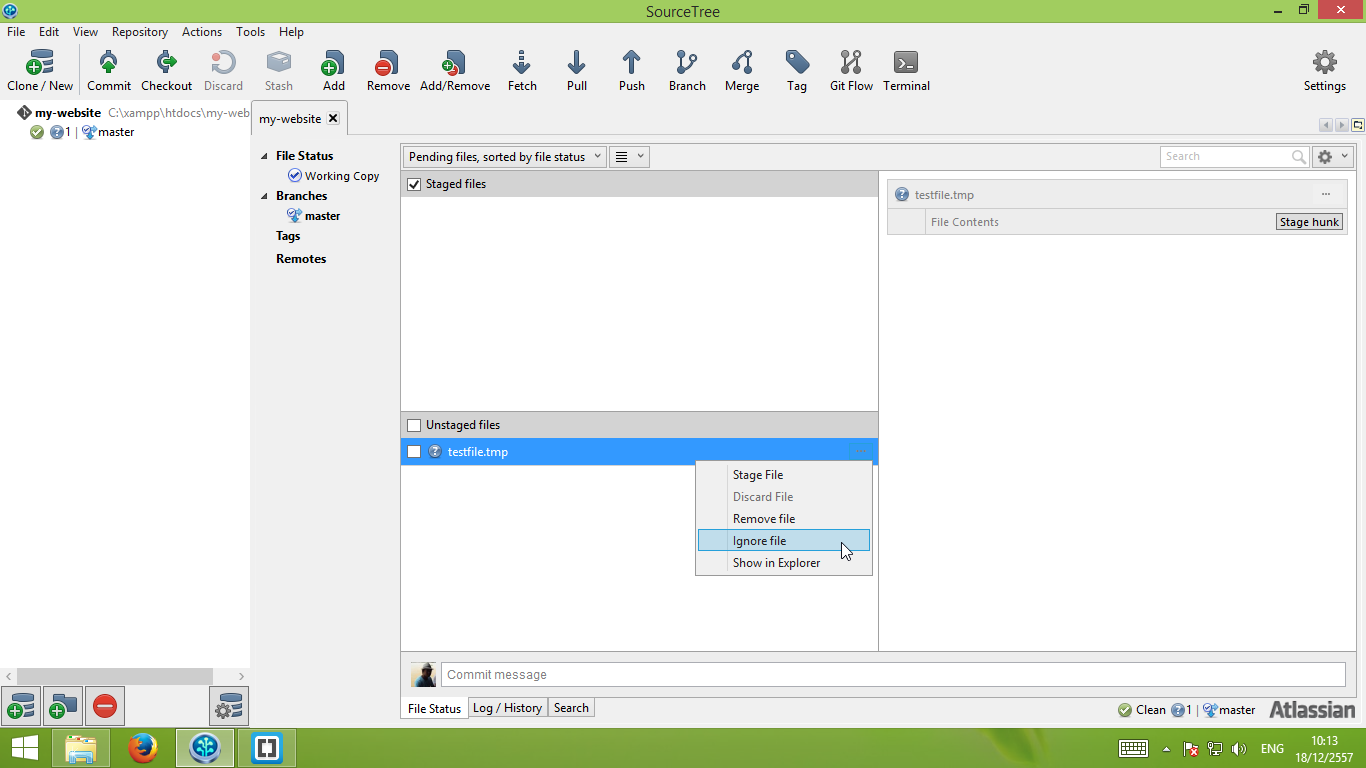 SourceTree
File Edit View Repository Actions Tools Help
Clone / New Commit Checkout Discard Stash Add Remove Add/Remove Fetch Pull Push Branch Merge Tag Git Flow Terminal Settings
my-website C:\xampp\htdocs\my-web
1 | master
my-website
File Status
Working Copy
Branches
master
Tags
Remotes
Pending files, sorted by file status
Search
Staged files
Unstaged files
testfile.tmp
Stage File
Discard File
Remove file
Ignore file
Show in Explorer
testfile.tmp ...
File Contents Stage hunk
Commit message
File Status Log / History Search
Clean 1 | master Atlassian
ENG
10:13
18/12/2557